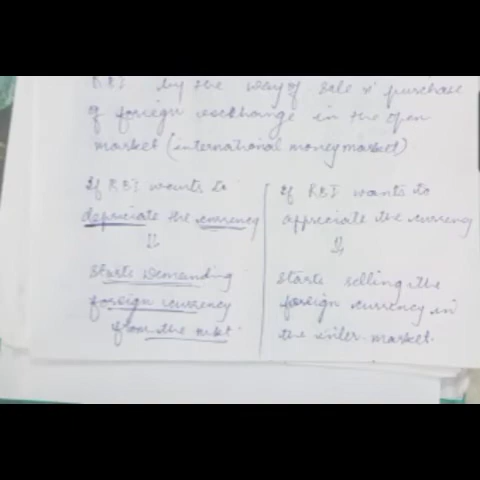 RBI by the way of sale n' purchase
of foreign exchange in the open
market (international money market)
If RBI wants to
depriciate the currency
⇓
Starts Demanding
foreign currency
from the mkt.
If RBI wants to
appreciate the currency
⇓
Starts selling the
foreign currency in
the inter. market.